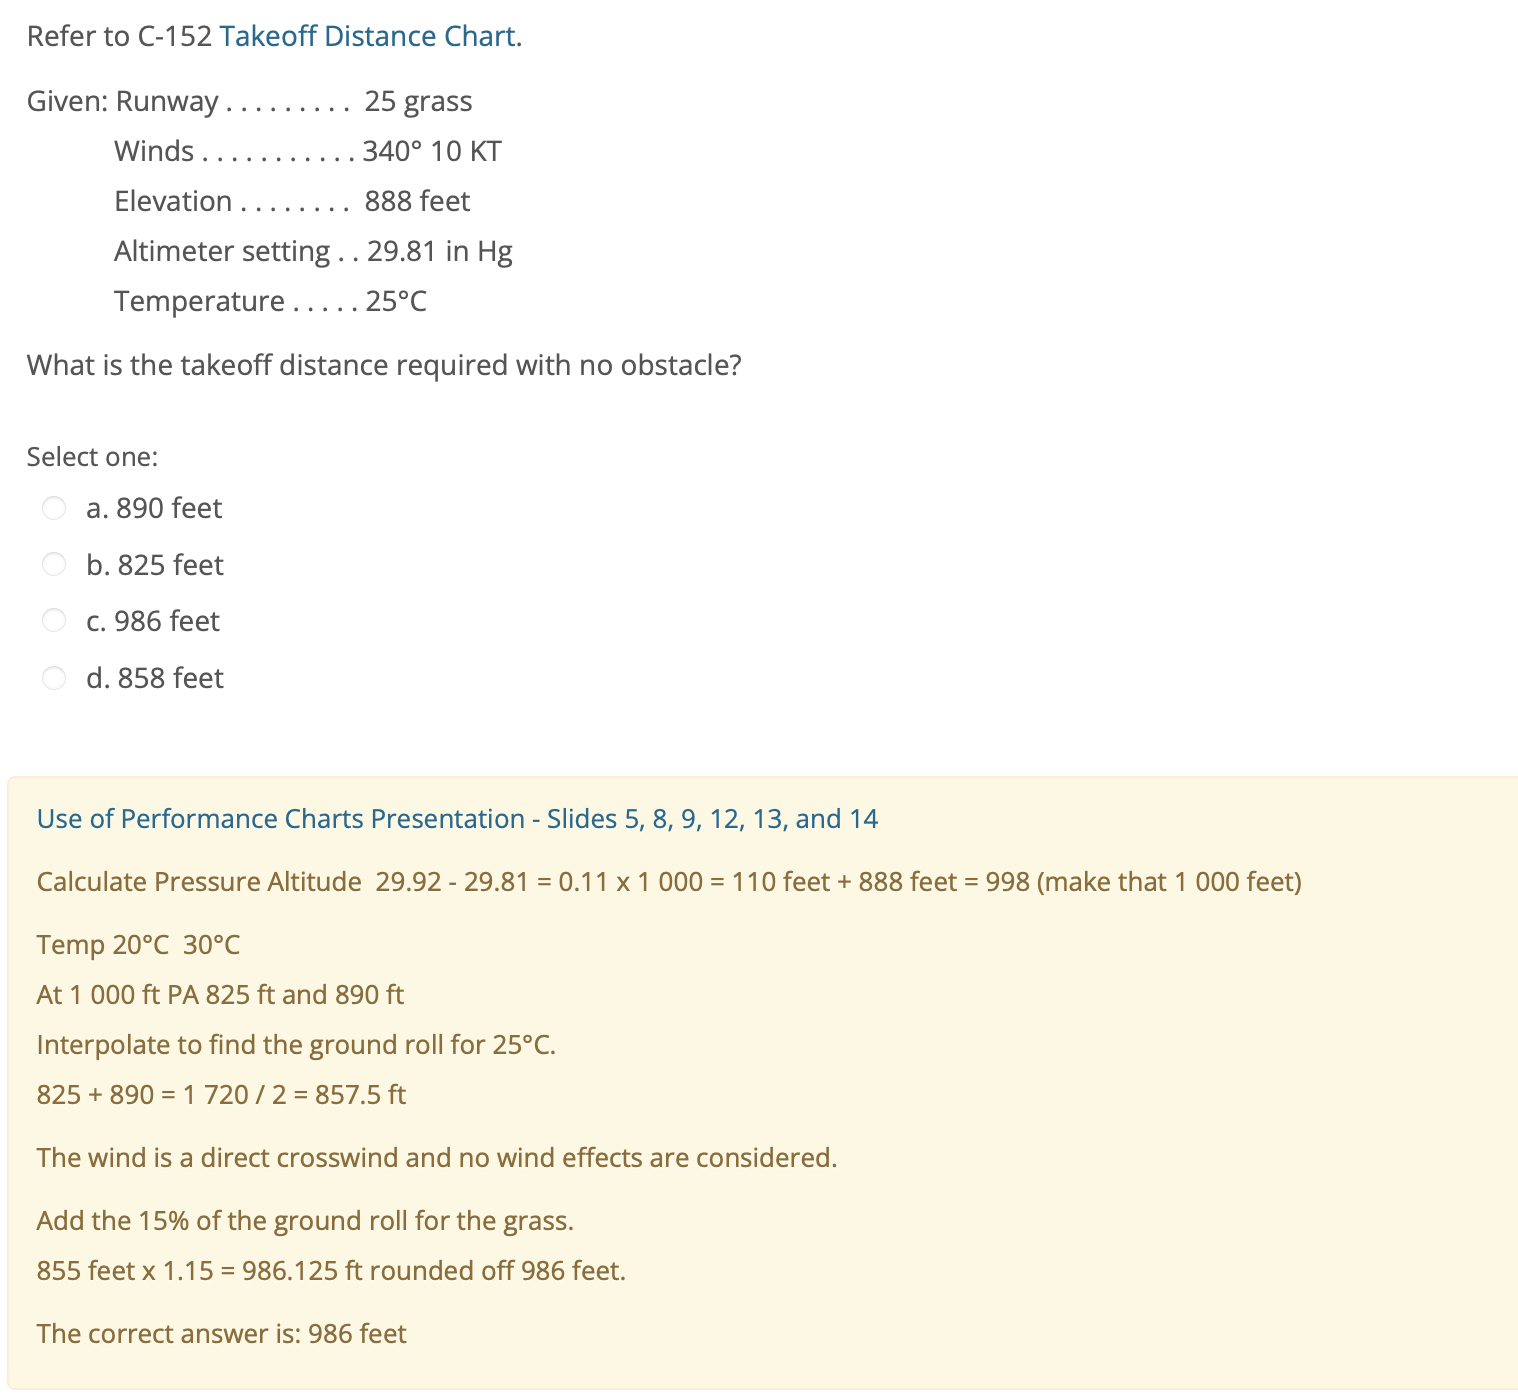 Refer to C-152 Takeoff Distance Chart.
Given: Runway . . . . . . . . . 25 grass
Winds . . . . . . . . . . . 340° 10 KT
Elevation . . . . . . . . 888 feet
Altimeter setting . . 29.81 in Hg
Temperature . . . . . 25°C
What is the takeoff distance required with no obstacle?
Select one:
a. 890 feet
b. 825 feet
c. 986 feet
d. 858 feet
Use of Performance Charts Presentation - Slides 5, 8, 9, 12, 13, and 14
Calculate Pressure Altitude 29.92 - 29.81 = 0.11 x 1 000 = 110 feet + 888 feet = 998 (make that 1 000 feet)
Temp 20°C 30°C
At 1 000 ft PA 825 ft and 890 ft
Interpolate to find the ground roll for 25°C.
825 + 890 = 1 720 / 2 = 857.5 ft
The wind is a direct crosswind and no wind effects are considered.
Add the 15% of the ground roll for the grass.
855 feet x 1.15 = 986.125 ft rounded off 986 feet.
The correct answer is: 986 feet